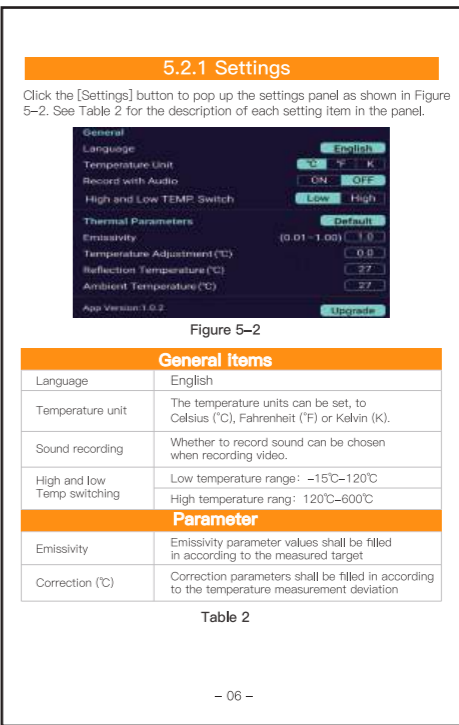 5.2.1 Settings
Click the [Settings] button to pop up the settings panel as shown in Figure
5-2. See Table 2 for the description of each setting item in the panel.
General
Language English
Temperature Unit ℃ °F K
Record with Audio ON OFF
High and Low TEMP. Switch Low High
Thermal Parameters Default
Emissivity (0.01~1.00) 1.0
Temperature Adjustment(℃) 0.0
Reflection Temperature(℃) 27
Ambient Temperature(℃) 27
App Version:1.0.2 Upgrade
Figure 5-2
General Items
Language English
Temperature unit The temperature units can be set, to
Celsius (°C), Fahrenheit (°F) or Kelvin (K).
Sound recording Whether to record sound can be chosen
when recording video.
High and low
Temp switching
Low temperature range: -15℃-120℃
High temperature rang: 120℃-600℃
Parameter
Emissivity Emissivity parameter values shall be filled
in according to the measured target
Correction (℃) Correction parameters shall be filled in according
to the temperature measurement deviation
Table 2
- 06 -